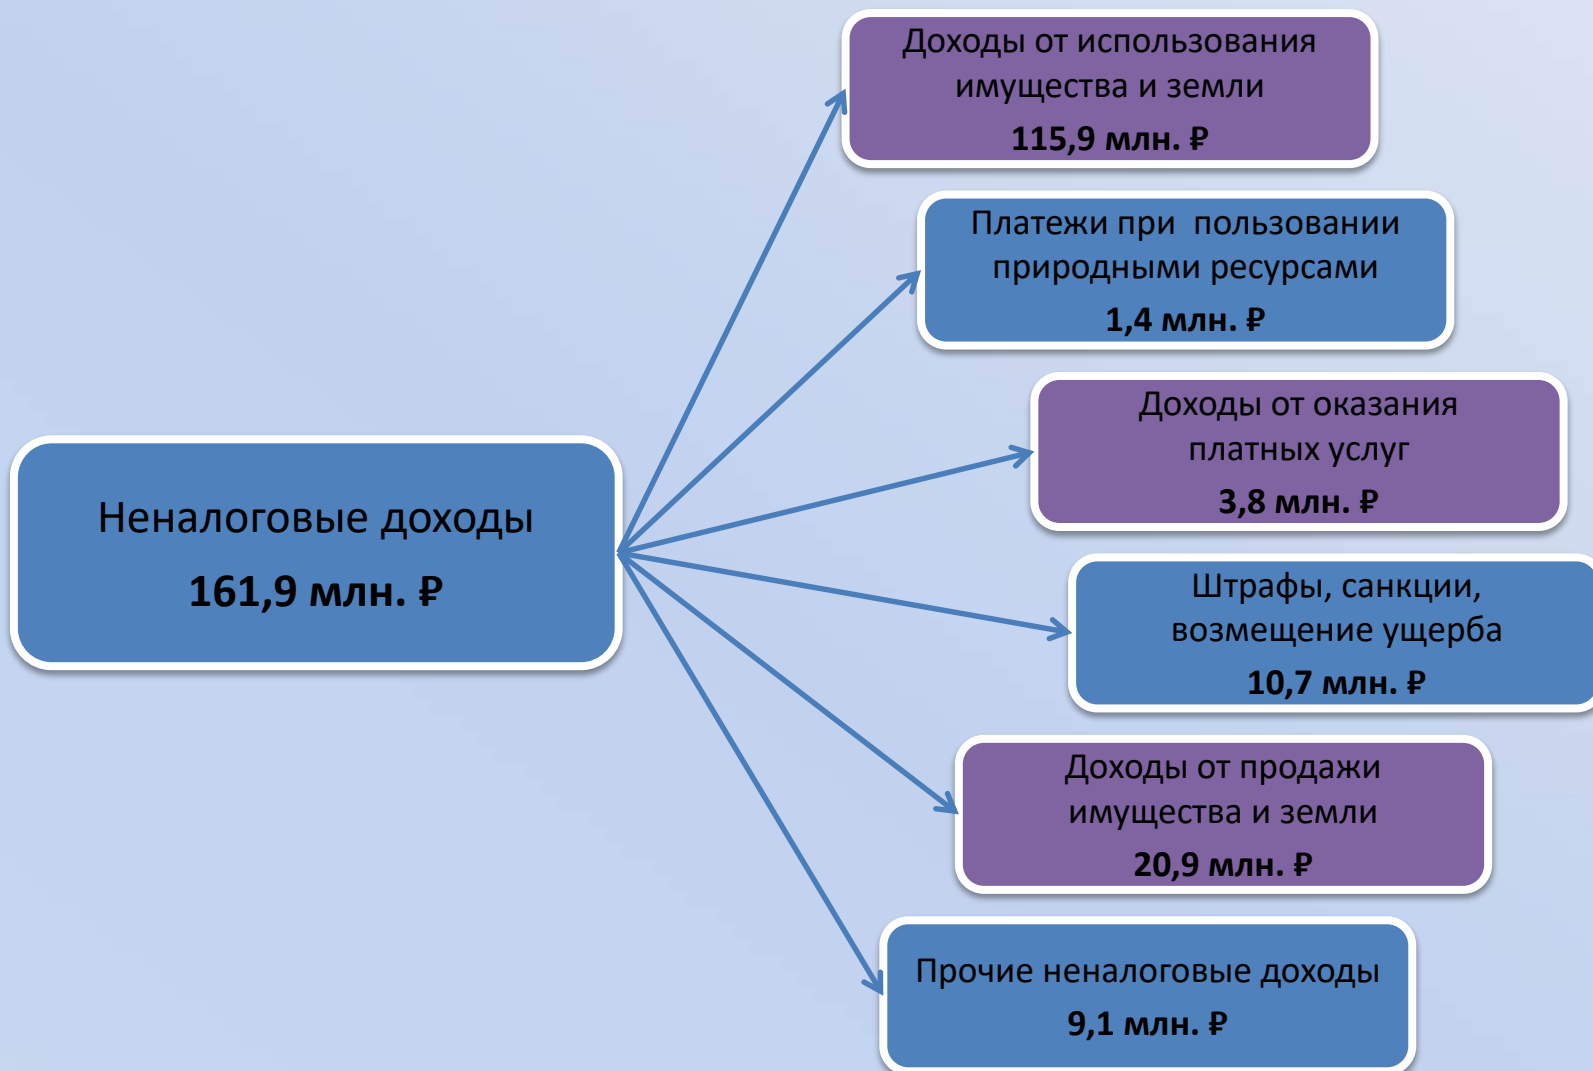 Доходы от использования
имущества и земли
115,9 млн. ₽
Платежи при пользовании
природными ресурсами
1,4 млн. ₽
Доходы от оказания
платных услуг
3,8 млн. ₽
Неналоговые доходы
161,9 млн. ₽
Штрафы, санкции,
возмещение ущерба
10,7 млн. ₽
Доходы от продажи
имущества и земли
20,9 млн. ₽
Прочие неналоговые доходы
9,1 млн. ₽